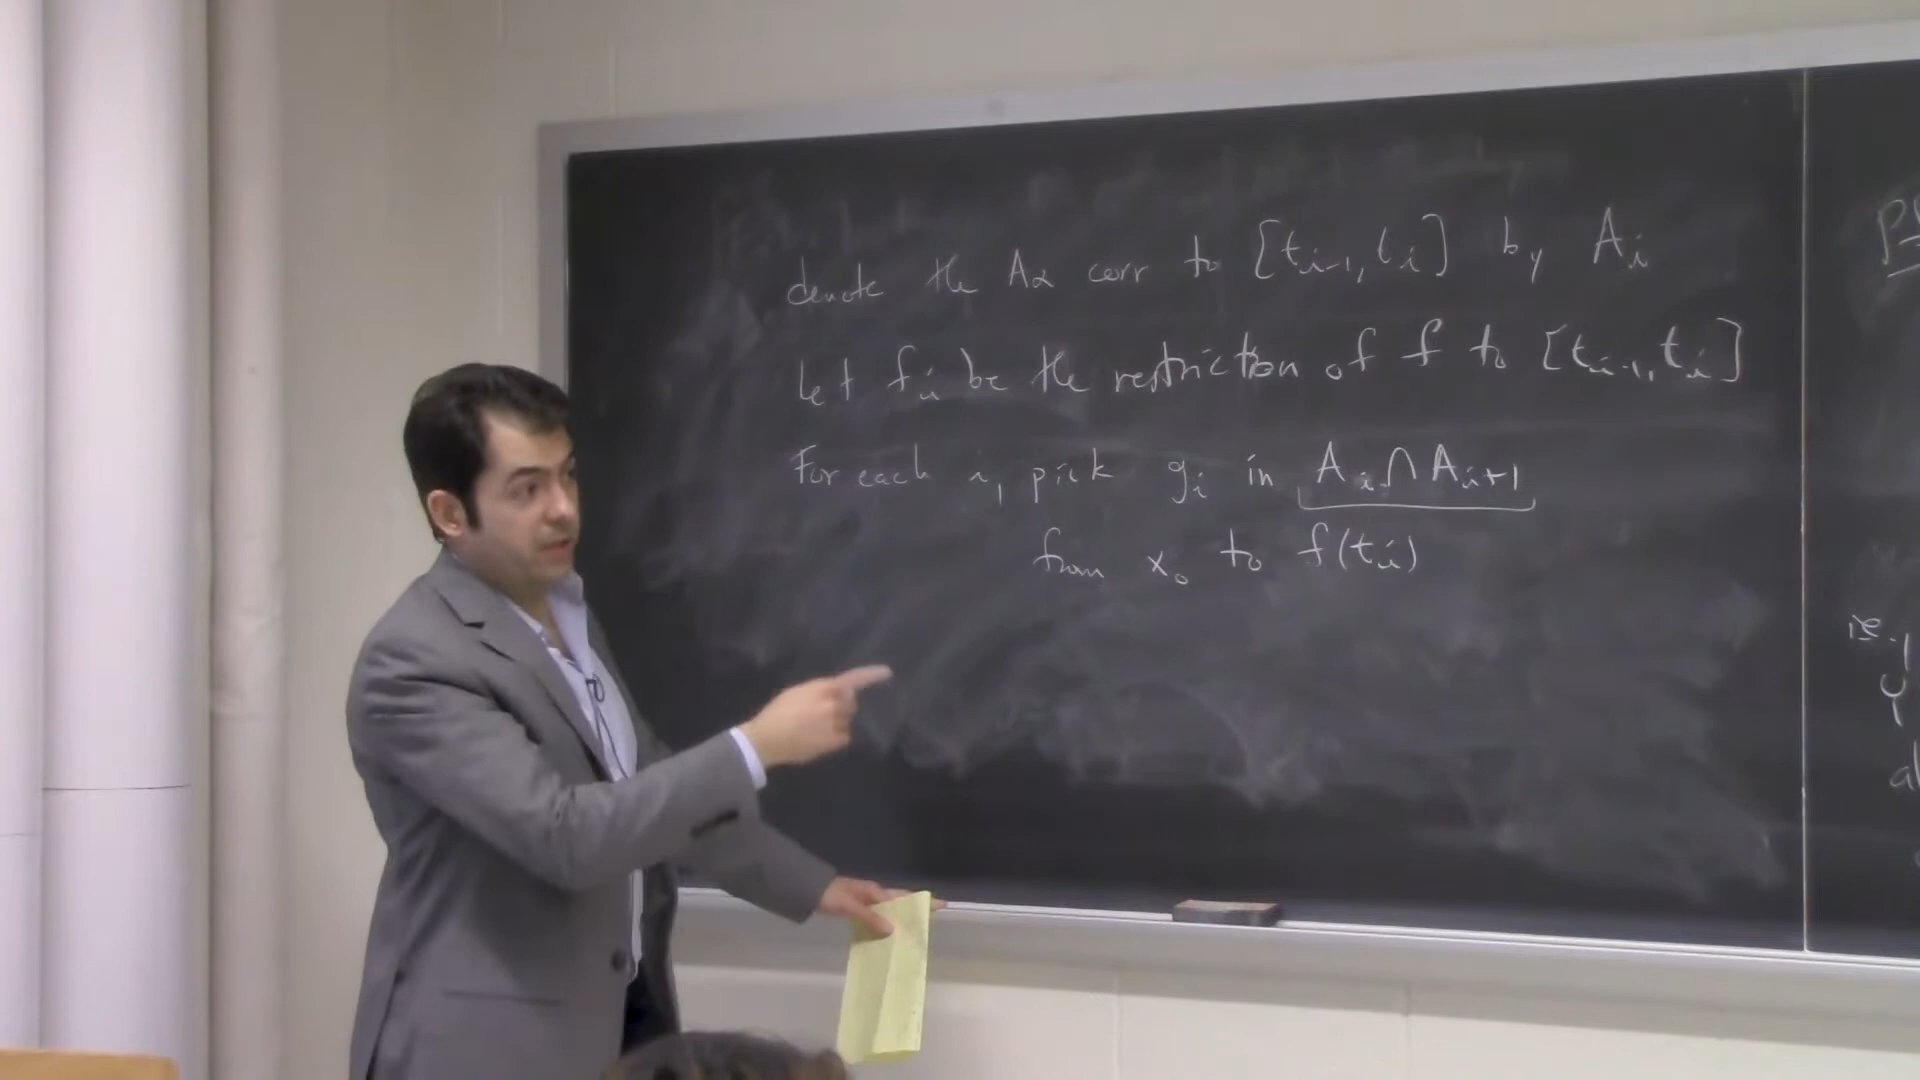 denote the Aα corr to [tᵢ₋₁, tᵢ] by Aᵢ
Let fᵢ be the restriction of f to [tᵢ₋₁, tᵢ]
For each i, pick gᵢ in Aᵢ ∩ Aᵢ₊₁
from x₀ to f(tᵢ)